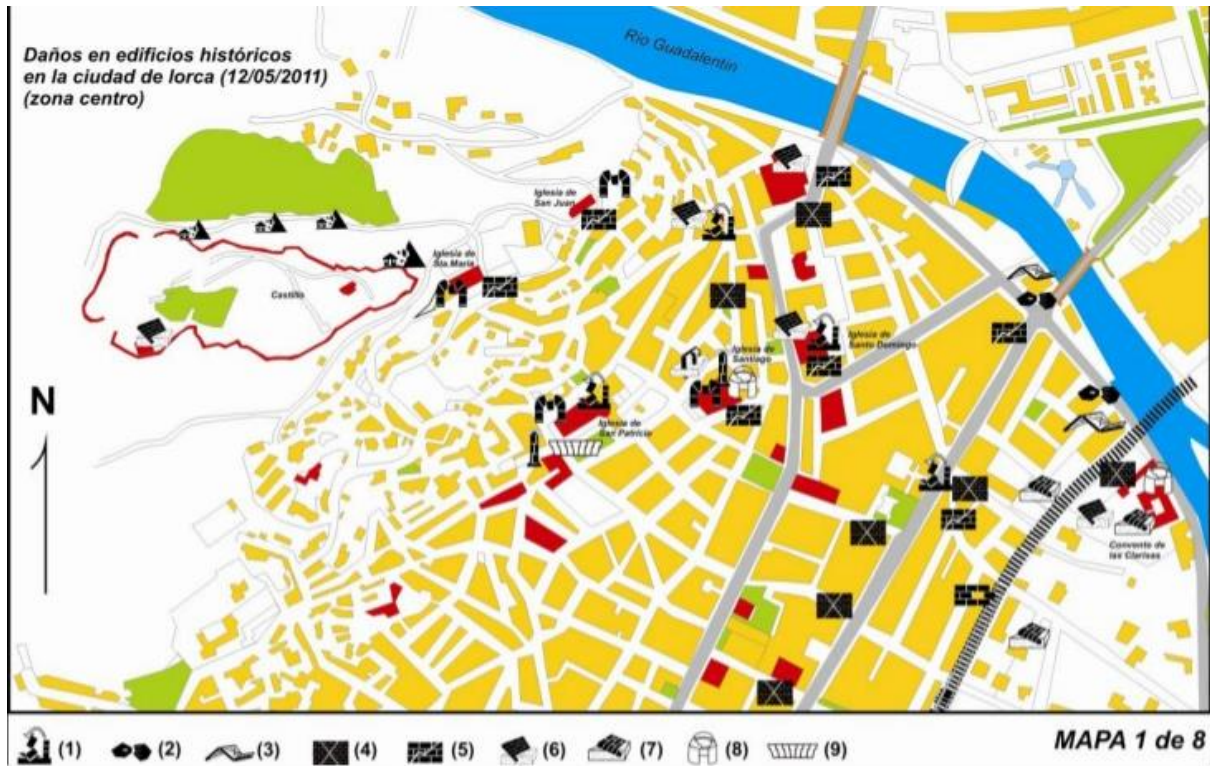 Daños en edificios históricos
en la ciudad de lorca (12/05/2011)
(zona centro)
Río Guadalentín
Iglesia de
San Juan
Iglesia de
Sta María
Castillo
Iglesia de
Santiago
Iglesia de
Santo Domingo
N
Iglesia de
San Patricio
Convento de
las Clarisas
(1) (2) (3) (4) (5) (6) (7) (8) (9)
MAPA 1 de 8